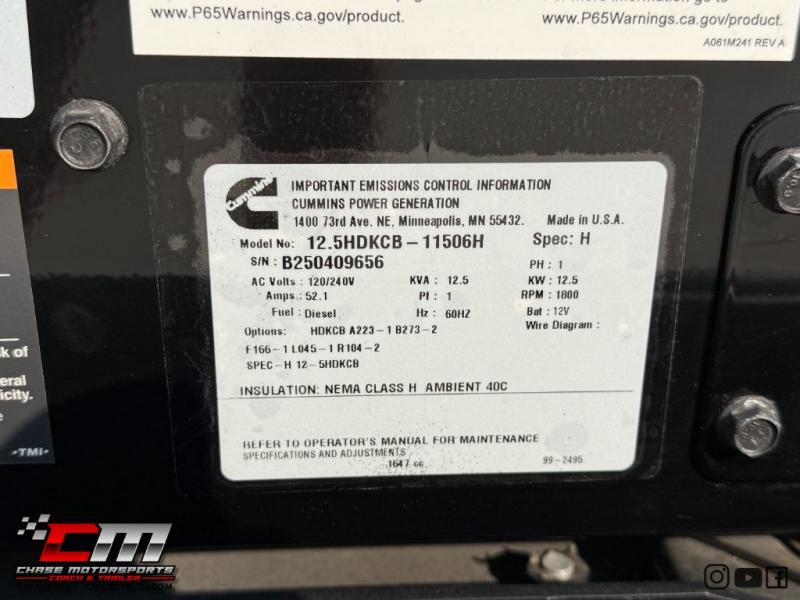 www.P65Warnings.ca.gov/product.
www.P65Warnings.ca.gov/product.
A061M241 REV A
Cummins
IMPORTANT EMISSIONS CONTROL INFORMATION
CUMMINS POWER GENERATION
1400 73rd Ave. NE, Minneapolis, MN 55432. Made in U.S.A.
Model No: 12.5HDKCB-11506H Spec: H
S/N: B250409656 PH: 1
AC Volts: 120/240V KVA: 12.5 KW: 12.5
Amps: 52.1 Pf: 1 RPM: 1800
Fuel: Diesel Hz: 60HZ Bat: 12V
Options: HDKCB A223-1 B273-2 Wire Diagram:
F166-1 L045-1 R104-2
SPEC-H 12-5HDKCB
INSULATION: NEMA CLASS H AMBIENT 40C
REFER TO OPERATOR'S MANUAL FOR MAINTENANCE
SPECIFICATIONS AND ADJUSTMENTS
1647 cc 99-2495
sk of
eral
icity.
e
-TMI-
CM
CHASE MOTORSPORTS
COACH & TRAILER